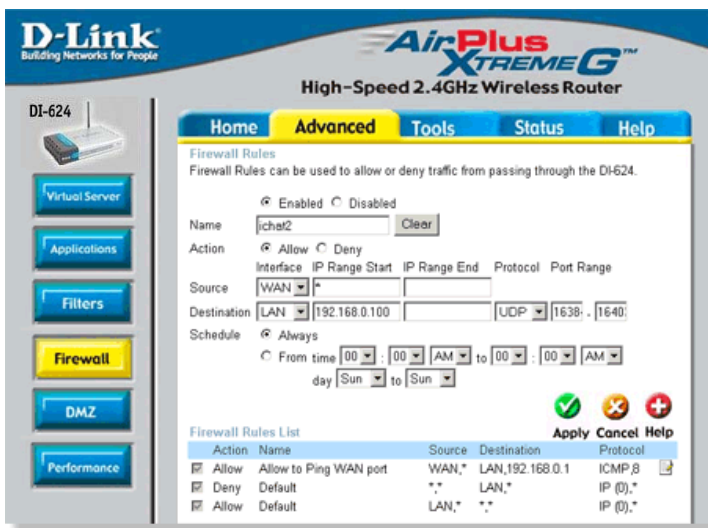 D-Link
Building Networks for People
AirPlus
XTREME G™
High-Speed 2.4GHz Wireless Router
DI-624
Home Advanced Tools Status Help
Virtual Server
Applications
Filters
Firewall
DMZ
Performance
Firewall Rules
Firewall Rules can be used to allow or deny traffic from passing through the DI-624.
Enabled Disabled
Name ichat2 Clear
Action Allow Deny
Interface IP Range Start IP Range End Protocol Port Range
Source WAN *
Destination LAN 192.168.0.100 UDP 1638 - 1640
Schedule Always
From time 00 : 00 AM to 00 : 00 AM
day Sun to Sun
Apply Cancel Help
Firewall Rules List
Action Name Source Destination Protocol
Allow Allow to Ping WAN port WAN,* LAN,192.168.0.1 ICMP,8
Deny Default *,* LAN,* IP (0),*
Allow Default LAN,* *,* IP (0),*